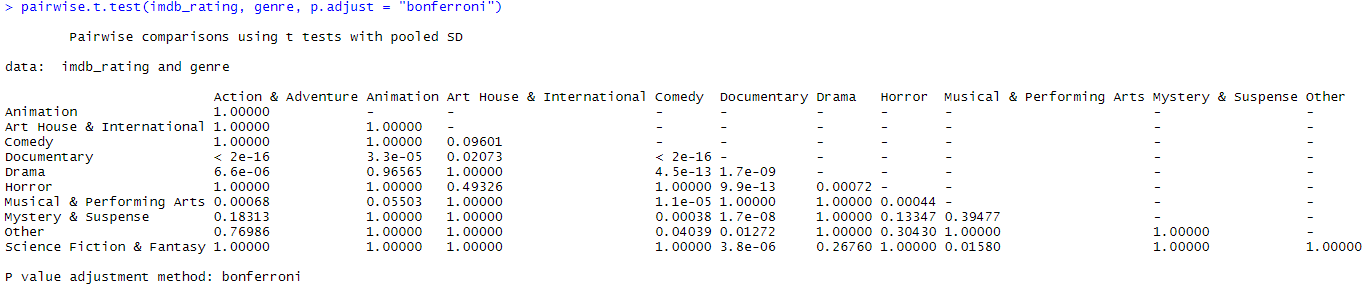 > pairwise.t.test(imdb_rating, genre, p.adjust = "bonferroni")
Pairwise comparisons using t tests with pooled SD
data:  imdb_rating and genre
Action & Adventure Animation Art House & International Comedy  Documentary Drama   Horror  Musical & Performing Arts Mystery & Suspense Other
Animation                 1.00000            -         -                         -       -           -       -       -                         -                  -
Art House & International 1.00000            1.00000   -                         -       -           -       -       -                         -                  -
Comedy                    1.00000            1.00000   0.09601                   -       -           -       -       -                         -                  -
Documentary               < 2e-16            3.3e-05   0.02073                   < 2e-16 -           -       -       -                         -                  -
Drama                     6.6e-06            0.96565   1.00000                   4.5e-13 1.7e-09     -       -       -                         -                  -
Horror                    1.00000            1.00000   0.49326                   1.00000 9.9e-13     0.00072 -       -                         -                  -
Musical & Performing Arts 0.00068            0.05503   1.00000                   1.1e-05 1.00000     1.00000 0.00044 -                         -                  -
Mystery & Suspense        0.18313            1.00000   1.00000                   0.00038 1.7e-08     1.00000 0.13347 0.39477                   -                  -
Other                     0.76986            1.00000   1.00000                   0.04039 0.01272     1.00000 0.30430 1.00000                   1.00000            -
Science Fiction & Fantasy 1.00000            1.00000   1.00000                   1.00000 3.8e-06     0.26760 1.00000 0.01580                   1.00000            1.00000
P value adjustment method: bonferroni